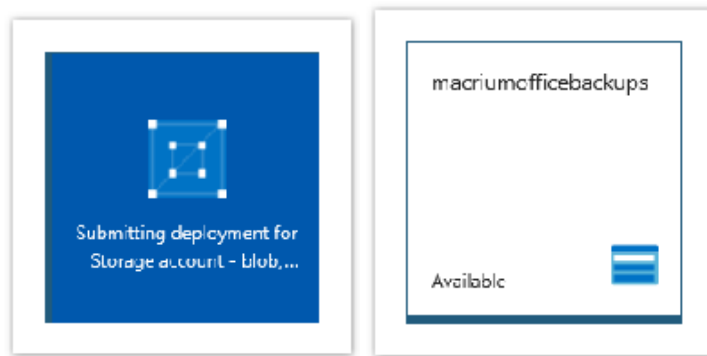 Submitting deployment for
Storage account - blob,...
macriumofficebackups
Available